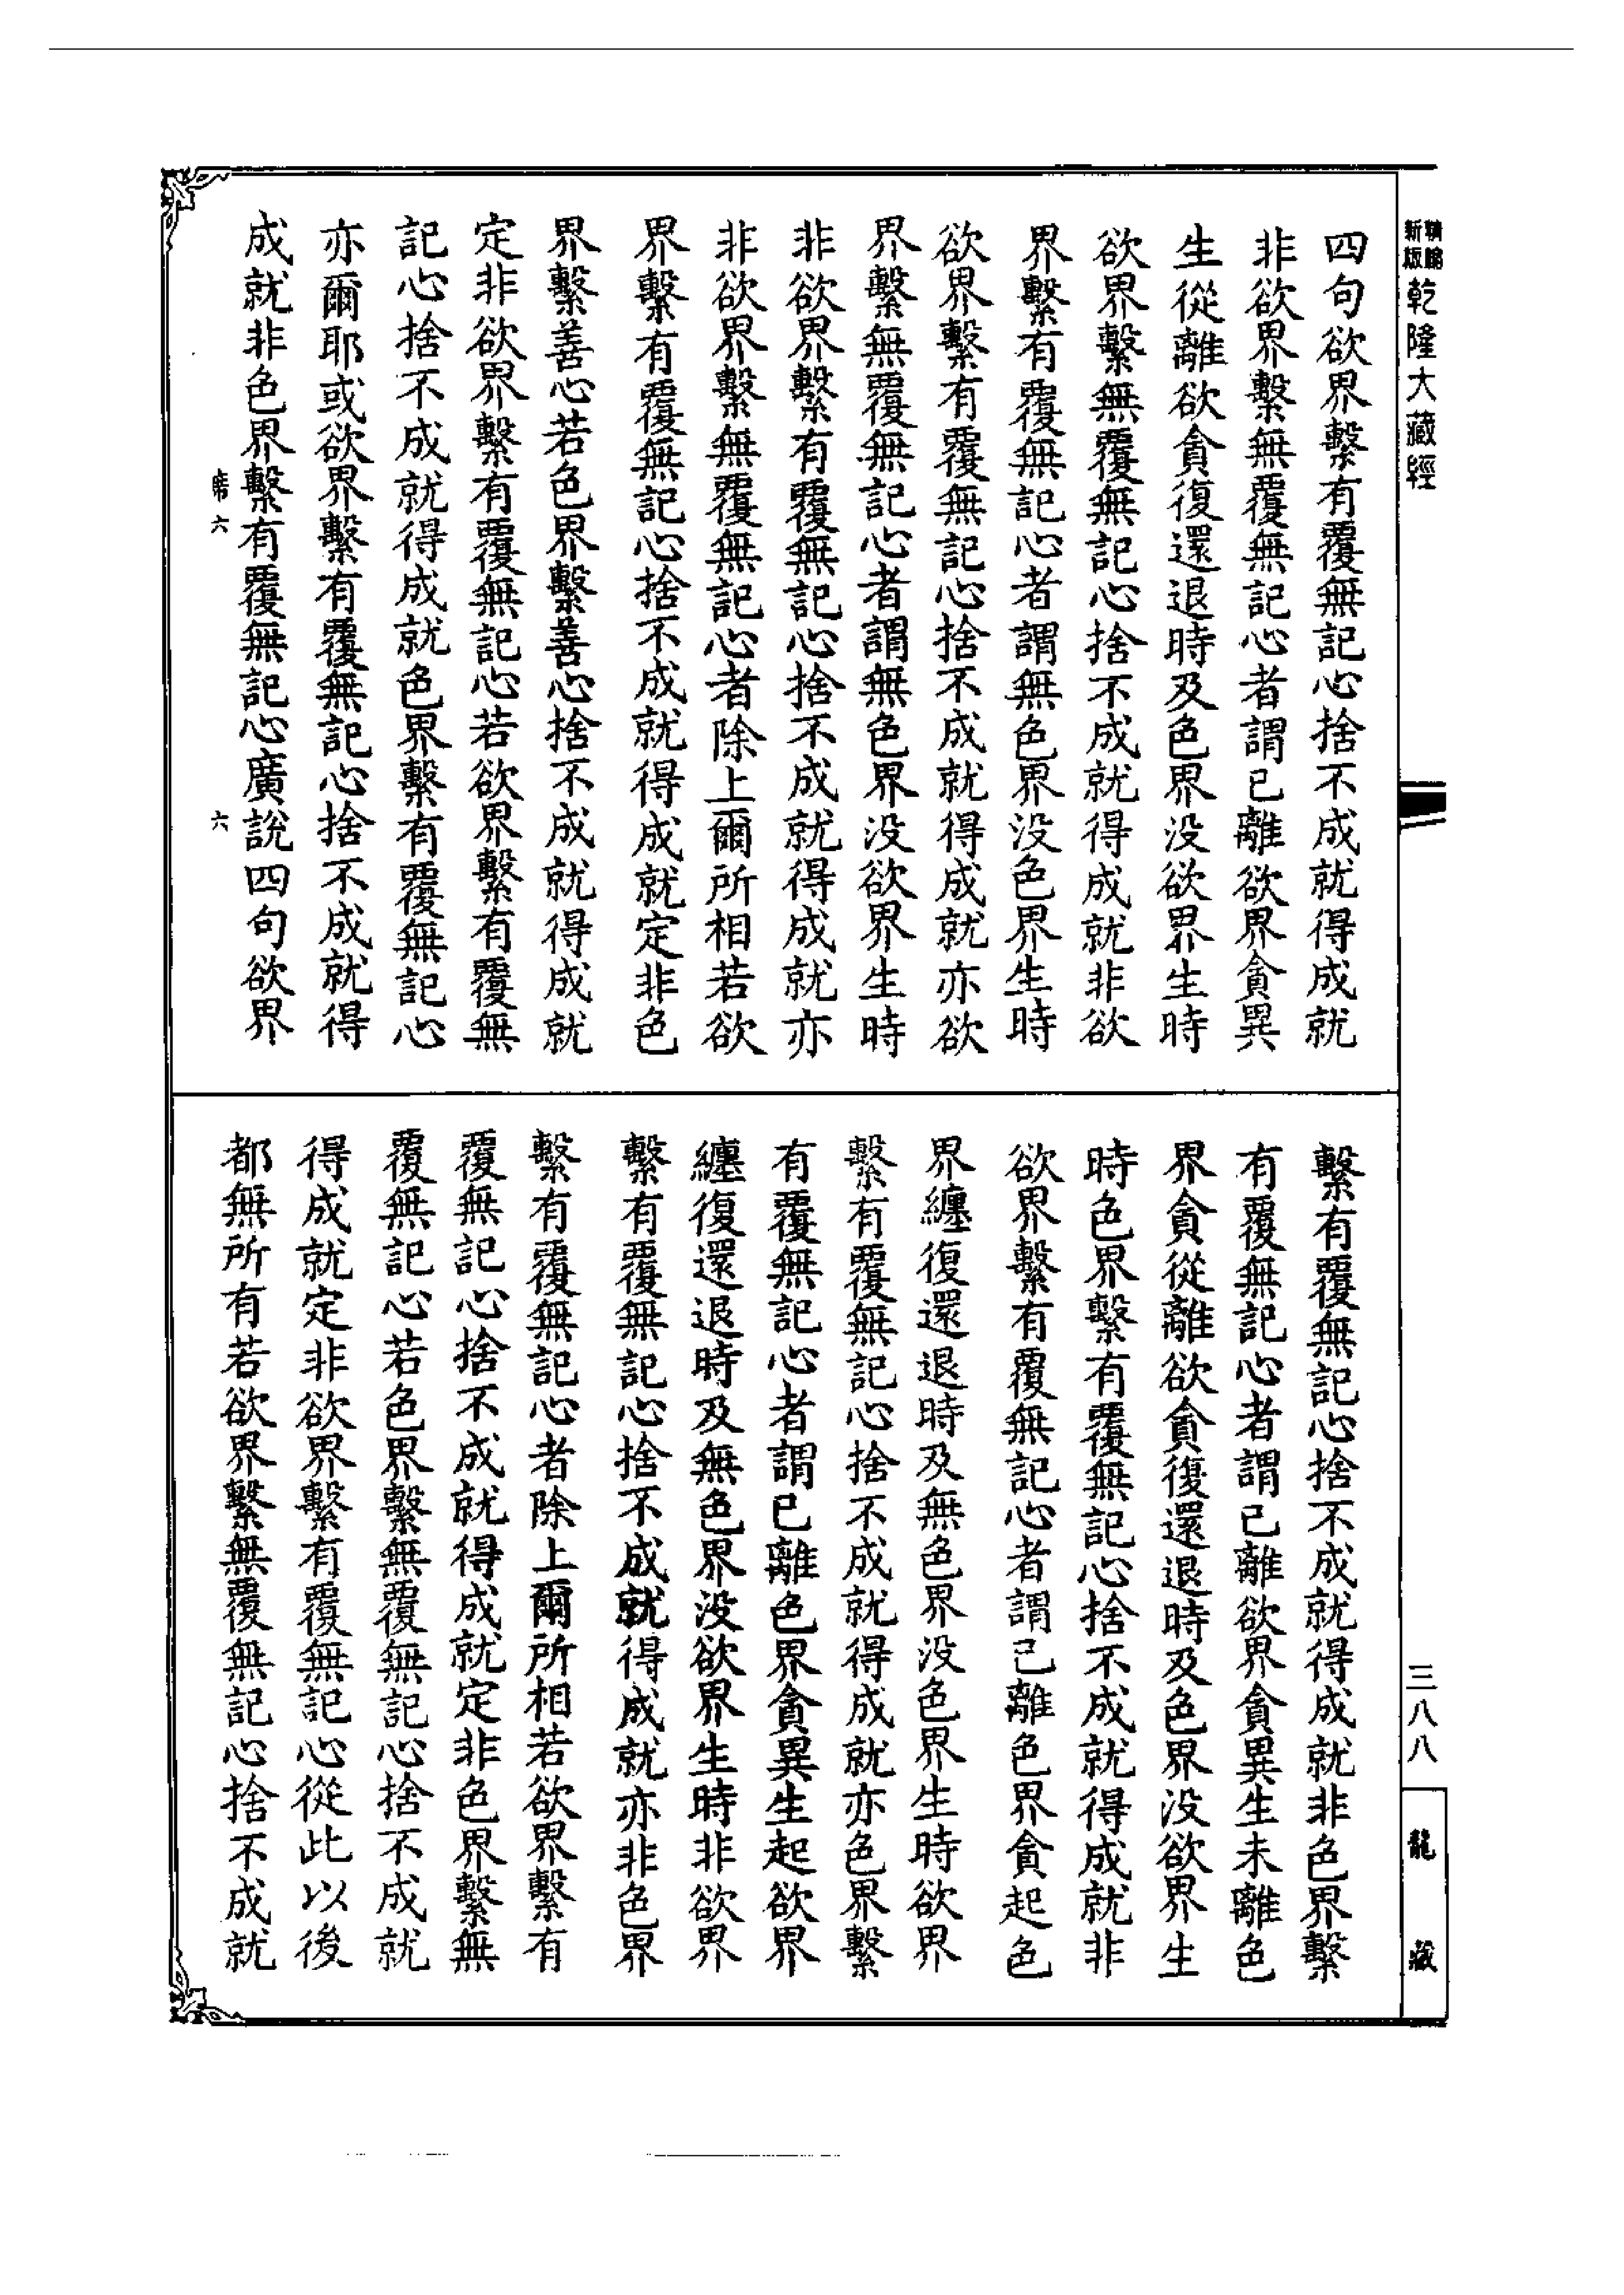 乾隆大藏經
四句欲界繫有覆無記心捨不成就得成就
非欲界繫無覆無記心者謂已離欲界貪異
生從離欲貪復還退時及色界没欲界生時
欲界繫無覆無記心捨不成就得成就非欲
界繫有覆無記心者謂無色界没色界生時
欲界繫有覆無記心捨不成就得成就亦欲
界繫無覆無記心者謂無色界没欲界生時
非欲界繫有覆無記心捨不成就得成就亦
非欲界繫無覆無記心者除上爾所相若欲
界繫有覆無記心捨不成就得成就定非色
界繫善心若色界繫善心捨不成就得成就
定非欲界繫有覆無記心若欲界繫有覆無
記心捨不成就得成就色界繫有覆無記心
亦爾耶或欲界繫有覆無記心捨不成就得
成就非色界繫有覆無記心廣說四句欲界
席六
六
繫有覆無記心捨不成就得成就非色界繫
有覆無記心者謂已離欲界貪異生未離色
界貪從離欲貪復還退時及色界没欲界生
時色界繫有覆無記心捨不成就得成就非
欲界繫有覆無記心者謂已離色界貪起色
界纏復還退時及無色界没色界生時欲界
繫有覆無記心捨不成就得成就亦色界繫
有覆無記心者謂已離色界貪異生起欲界
纏復還退時及無色界没欲界生時非欲界
繫有覆無記心捨不成就得成就亦非色界
繫有覆無記心者除上爾所相若欲界繫有
覆無記心捨不成就得成就定非色界繫無
覆無記心若色界繫無覆無記心捨不成就
得成就定非欲界繫有覆無記心從此以後
都無所有若欲界繫無覆無記心捨不成就
三八八
龍藏